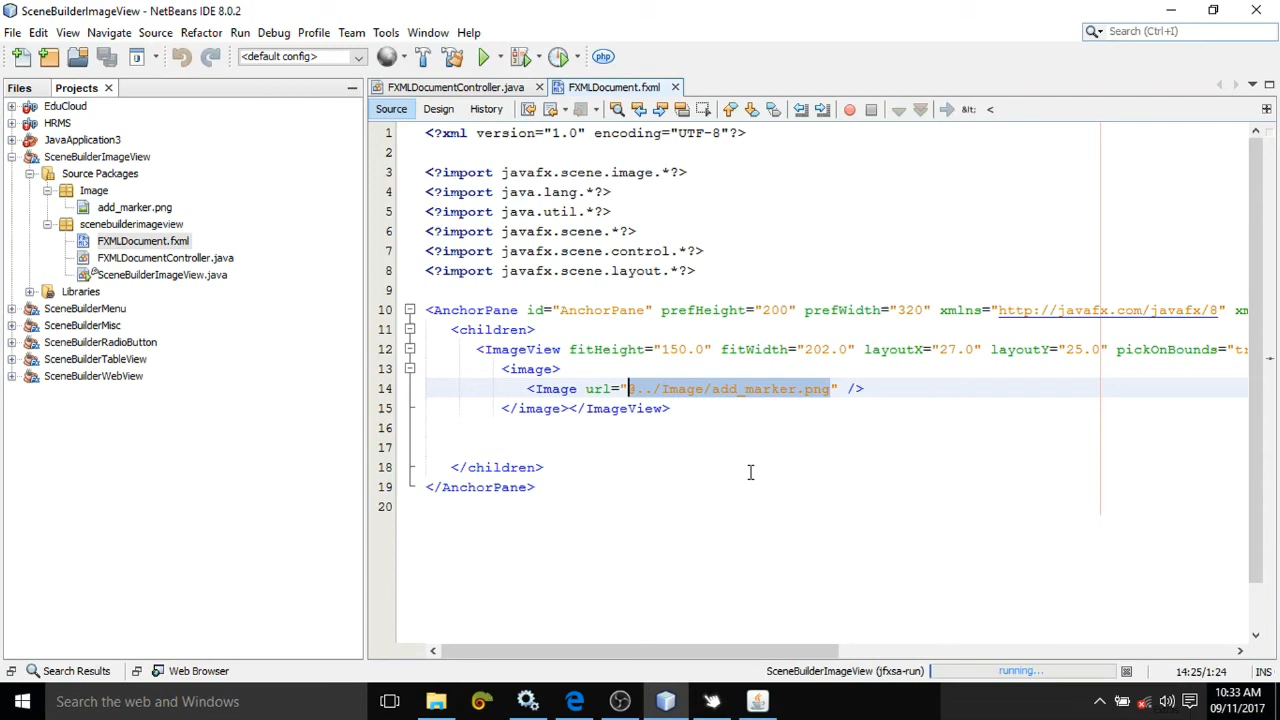 SceneBuilderImageView - NetBeans IDE 8.0.2
File Edit View Navigate Source Refactor Run Debug Profile Team Tools Window Help
Search (Ctrl+I)
<default config>
php
Files Projects
FXMLDocumentController.java FXMLDocument.fxml
Source Design History
EduCloud
HRMS
JavaApplication3
SceneBuilderImageView
Source Packages
Image
add_marker.png
scenebuilderimageview
FXMLDocument.fxml
FXMLDocumentController.java
SceneBuilderImageView.java
Libraries
SceneBuilderMenu
SceneBuilderMisc
SceneBuilderRadioButton
SceneBuilderTableView
SceneBuilderWebView
1 <?xml version="1.0" encoding="UTF-8"?>
2
3 <?import javafx.scene.image.*?>
4 <?import java.lang.*?>
5 <?import java.util.*?>
6 <?import javafx.scene.*?>
7 <?import javafx.scene.control.*?>
8 <?import javafx.scene.layout.*?>
9
10 <AnchorPane id="AnchorPane" prefHeight="200" prefWidth="320" xmlns="http://javafx.com/javafx/8" xm
11 <children>
12 <ImageView fitHeight="150.0" fitWidth="202.0" layoutX="27.0" layoutY="25.0" pickOnBounds="tr
13 <image>
14 <Image url="@../Image/add_marker.png" />
15 </image></ImageView>
16
17
18 </children>
19 </AnchorPane>
20
Search Results Web Browser
SceneBuilderImageView (jfxsa-run) running...
14:25/1:24 INS
Search the web and Windows
10:33 AM
09/11/2017